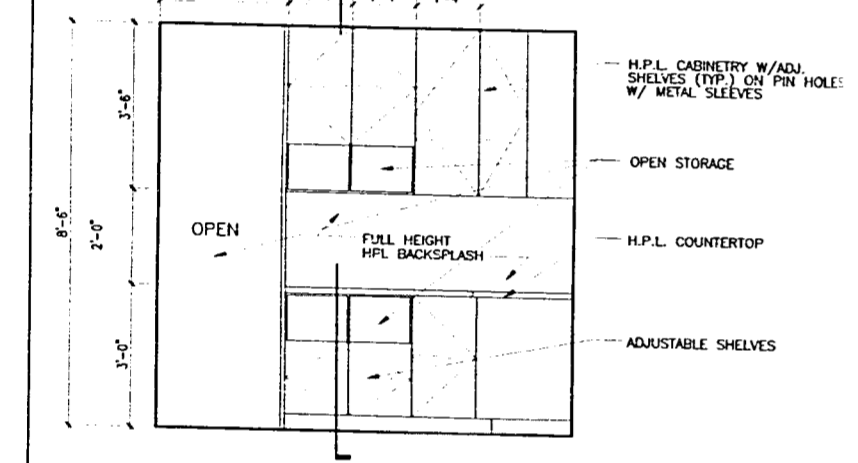 H.P.L. CABINETRY W/ADJ.
SHELVES (TYP.) ON PIN HOLES
W/ METAL SLEEVES
3'-6"
OPEN STORAGE
8'-6"
2'-0"
OPEN
FULL HEIGHT
HPL BACKSPLASH
H.P.L. COUNTERTOP
3'-0"
ADJUSTABLE SHELVES